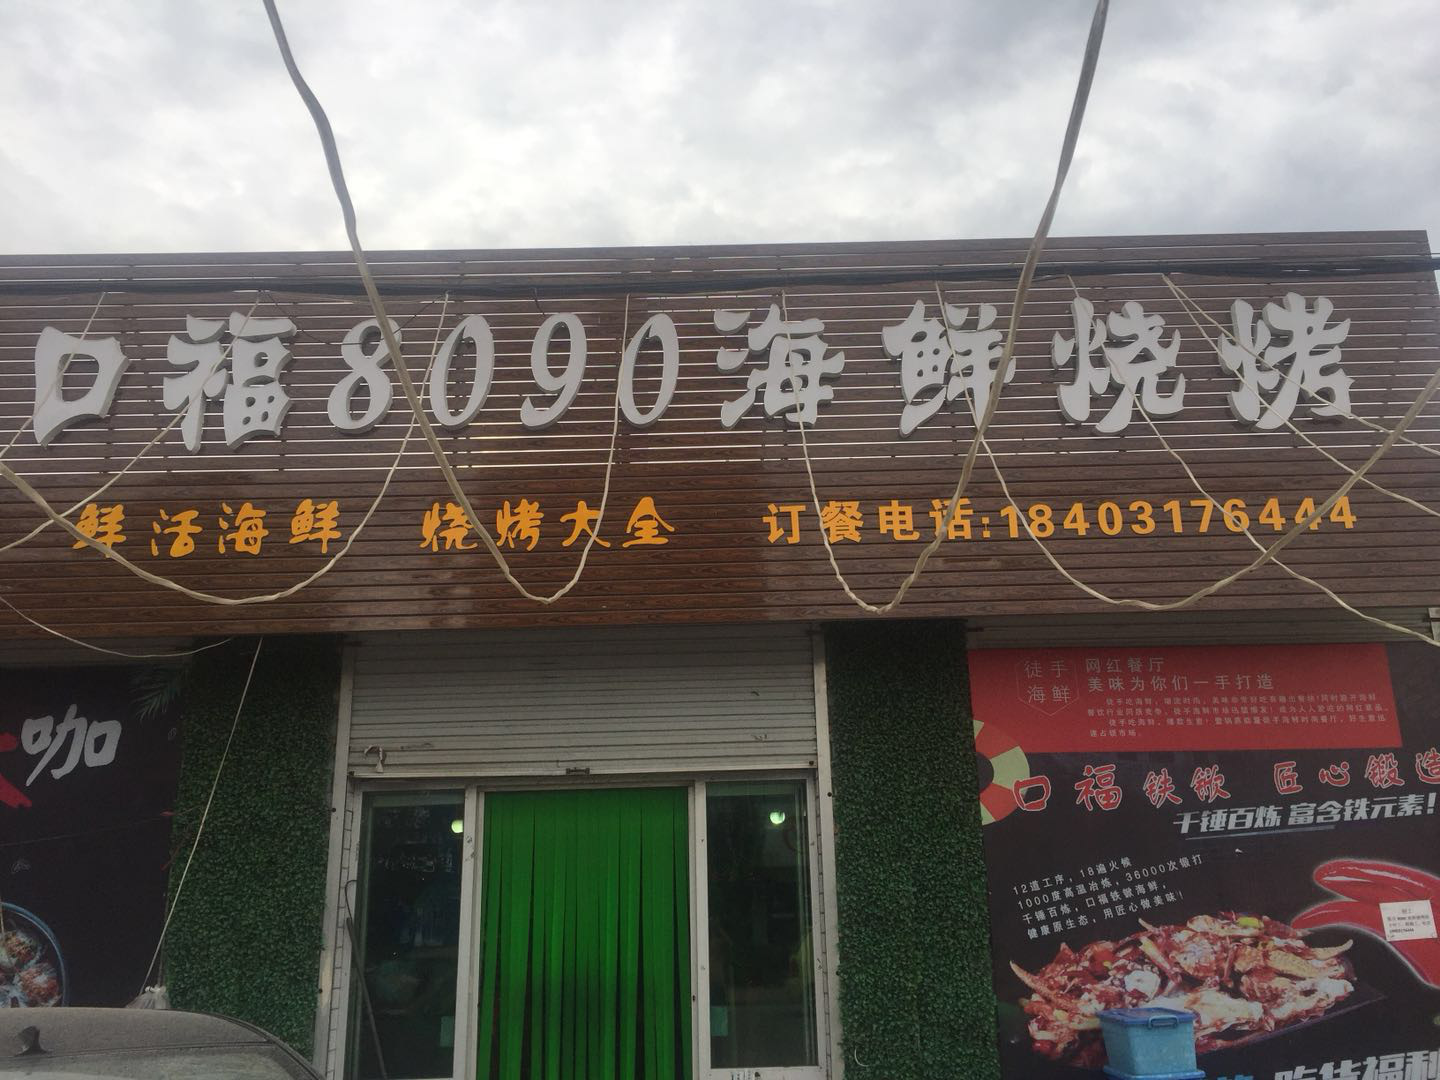 口福8090海鲜烧烤
鲜活海鲜 烧烤大全 订餐电话:18403176444
咖
徒手
海鲜
网红餐厅
美味为你们一手打造
口福铁锨 匠心锻造
千锤百炼 富含铁元素!
12道工序,18遍火候
1000度高温冶炼,36000次锻打
千锤百炼,口福铁锨海鲜,
健康原生态,用匠心做美味!
吃货福利